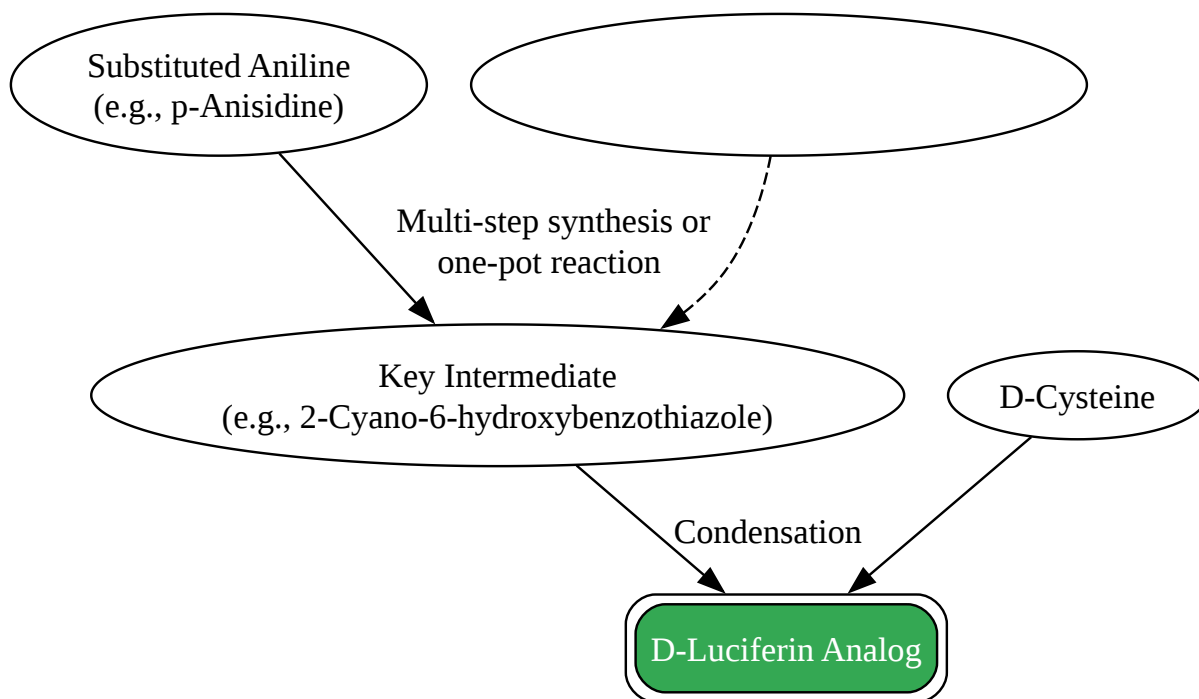 Substituted Aniline
(e.g., p-Anisidine)
Multi-step synthesis or
one-pot reaction
Key Intermediate
(e.g., 2-Cyano-6-hydroxybenzothiazole)
D-Cysteine
Condensation
D-Luciferin Analog